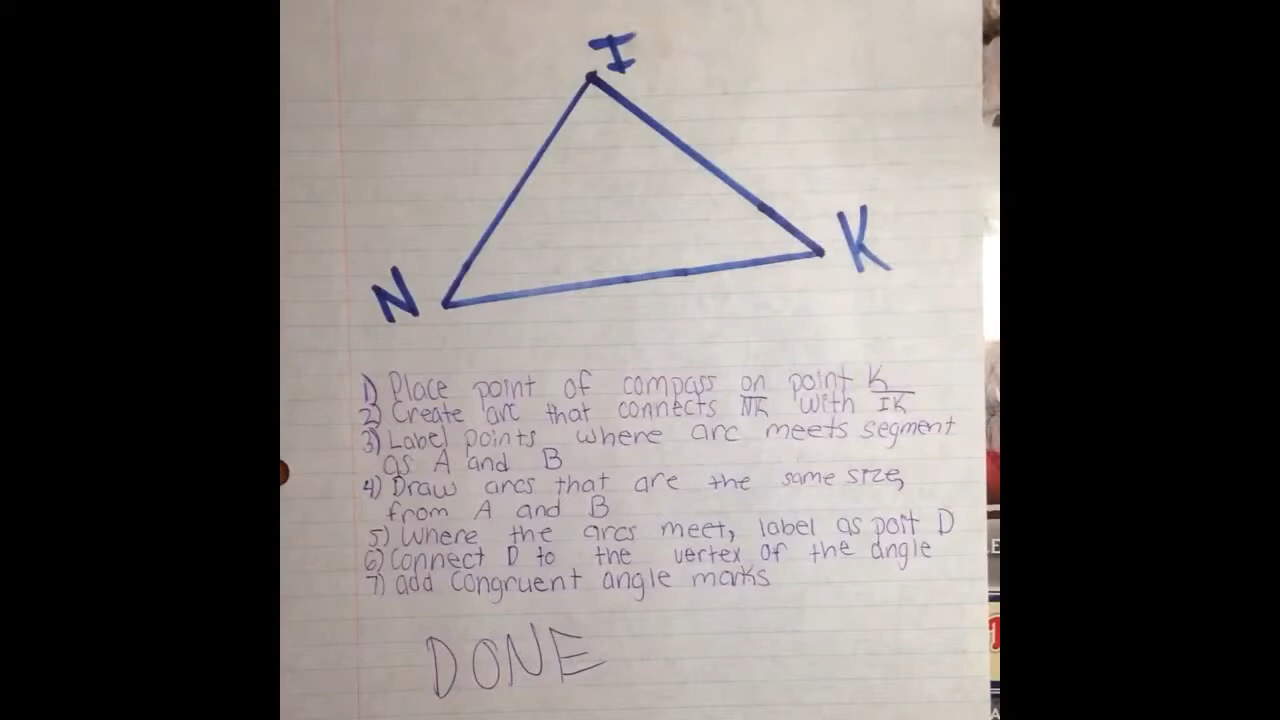 I
K
N
1) Place point of compass on point K
2) Create arc that connects NK with IK
3) Label points where arc meets segment
as A and B
4) Draw arcs that are the same size,
from A and B
5) Where the arcs meet, label as poit D
6) Connect D to the vertex of the angle
7) add congruent angle marks
DONE